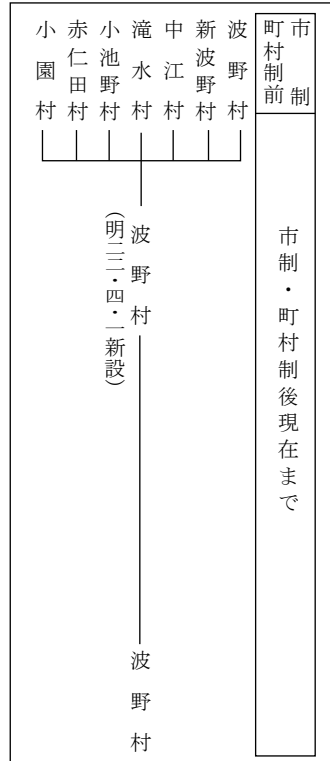 市制
町村制前
市制・町村制後現在まで
波野村
新波野村
中江村
滝水村
小池野村
赤仁田村
小園村
波野村
(明二二・四・一新設)
波野村